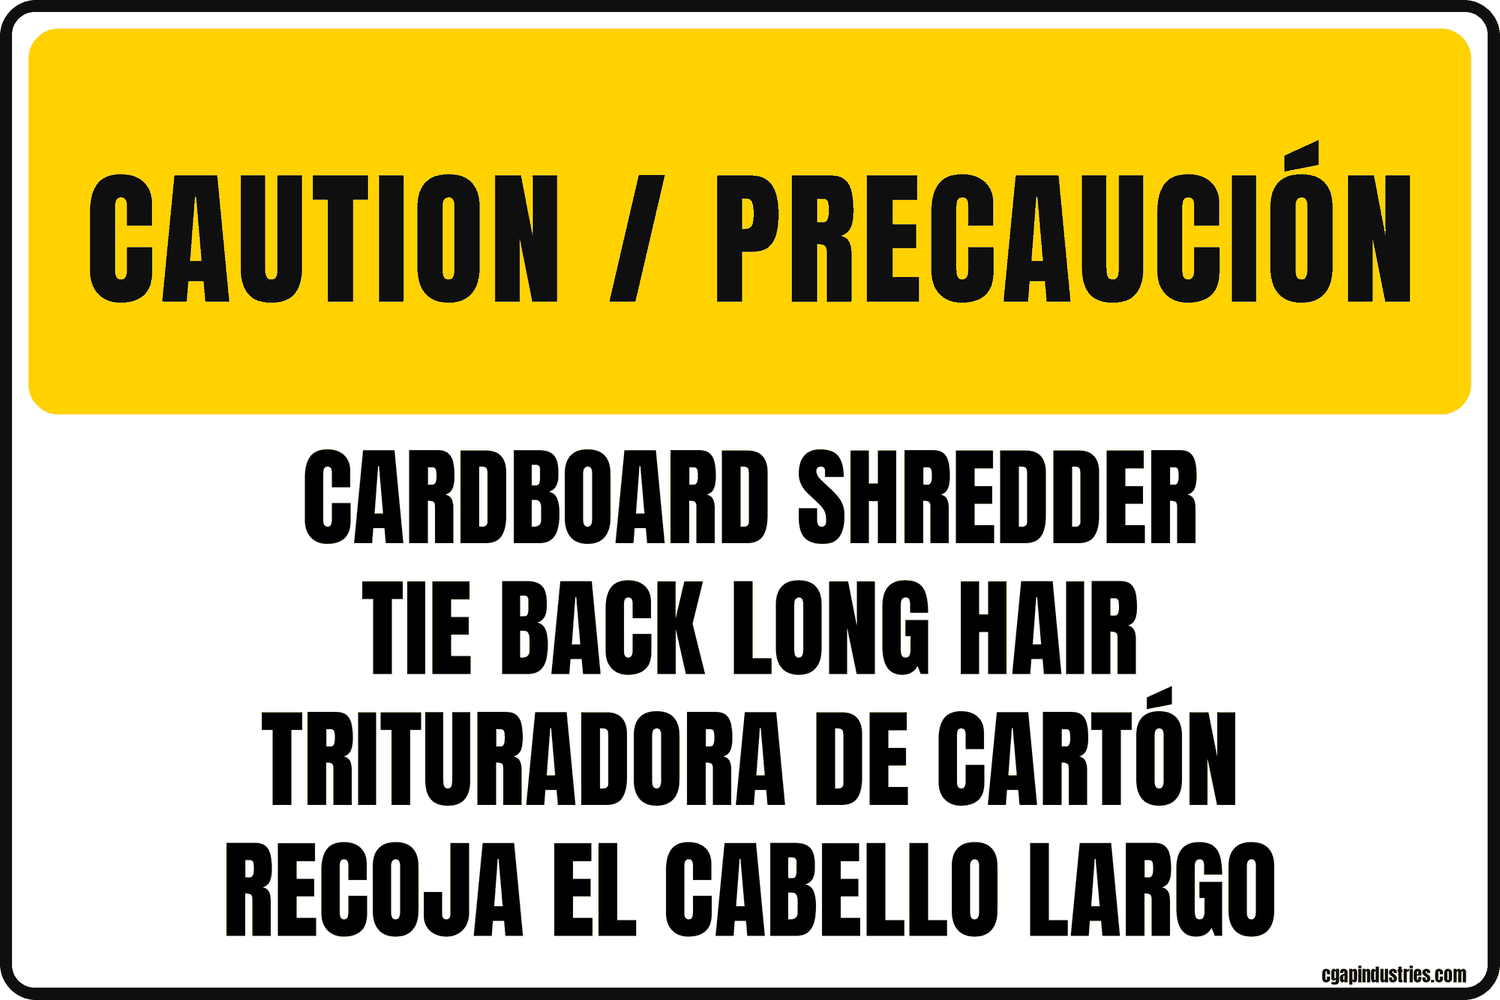 CAUTION / PRECAUCIÓN
CARDBOARD SHREDDER
TIE BACK LONG HAIR
TRITURADORA DE CARTÓN
RECOJA EL CABELLO LARGO
cgapindustries.com